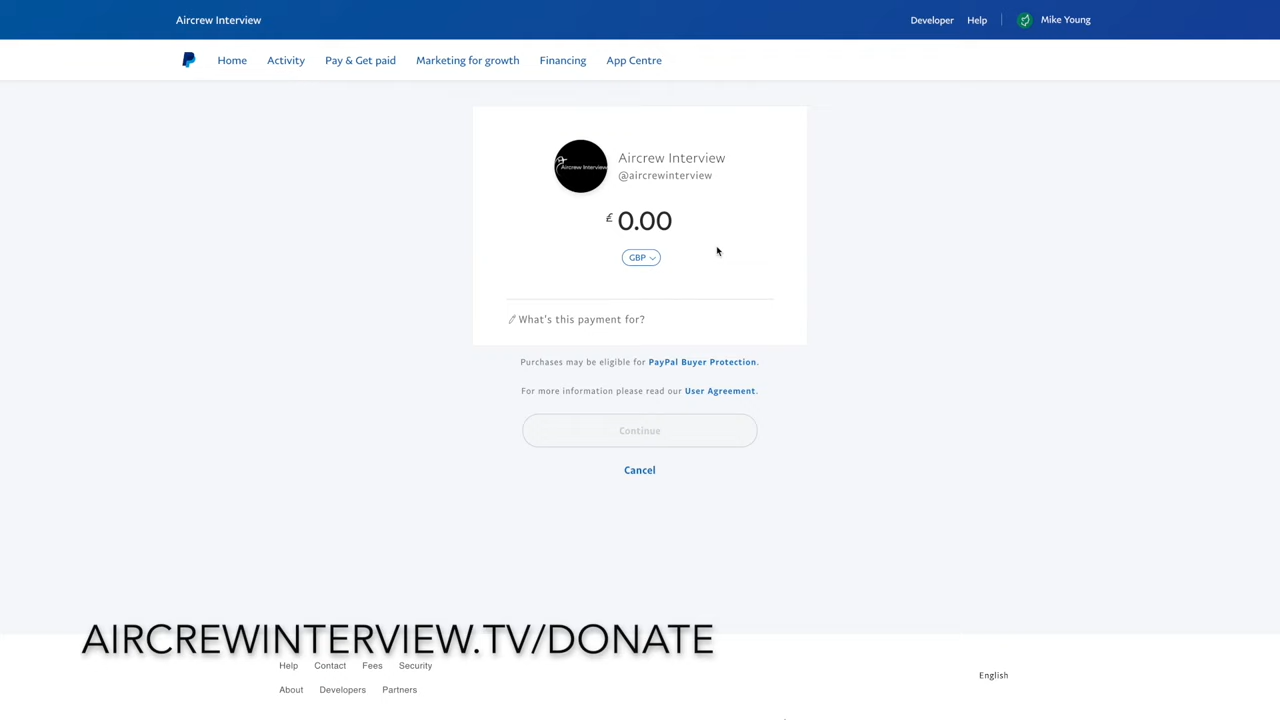 Aircrew Interview
Developer Help Mike Young
Home Activity Pay & Get paid Marketing for growth Financing App Centre
Aircrew Interview
Aircrew Interview
@aircrewinterview
£ 0.00
GBP
What's this payment for?
Purchases may be eligible for PayPal Buyer Protection.
For more information please read our User Agreement.
Continue
Cancel
AIRCREWINTERVIEW.TV/DONATE
Help Contact Fees Security
English
About Developers Partners